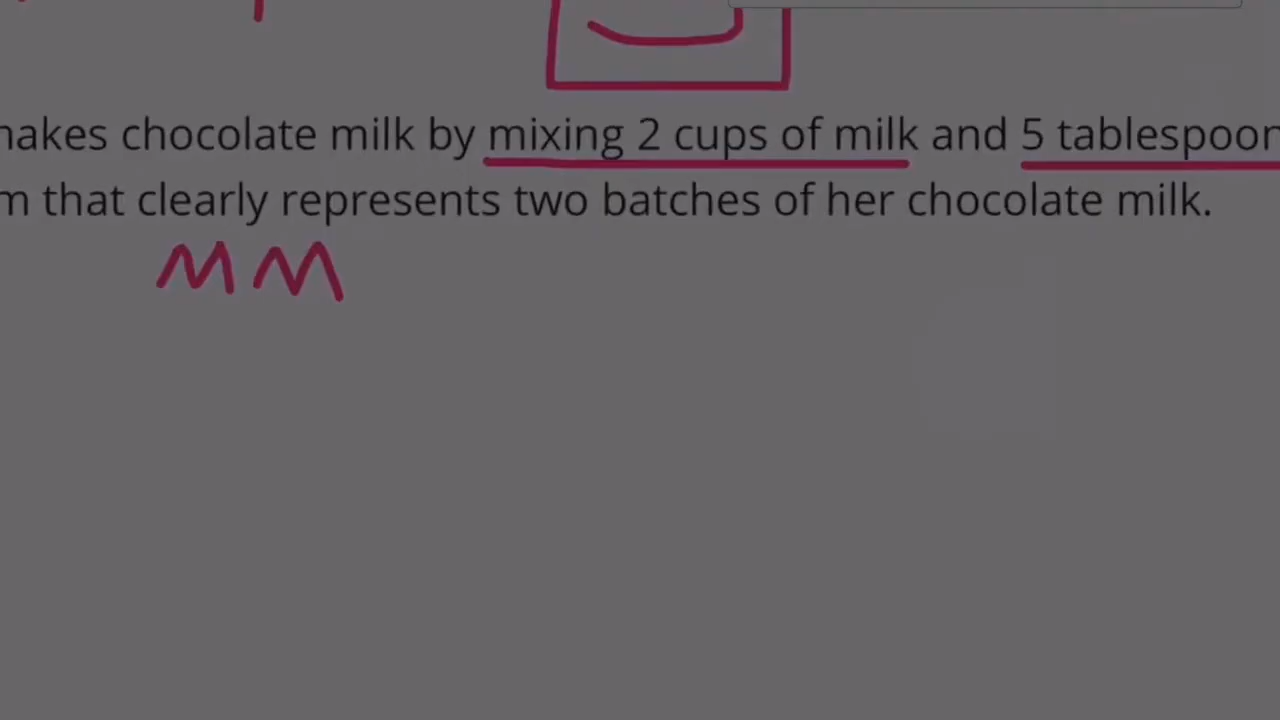 makes chocolate milk by mixing 2 cups of milk and 5 tablespoon
m that clearly represents two batches of her chocolate milk.
M M